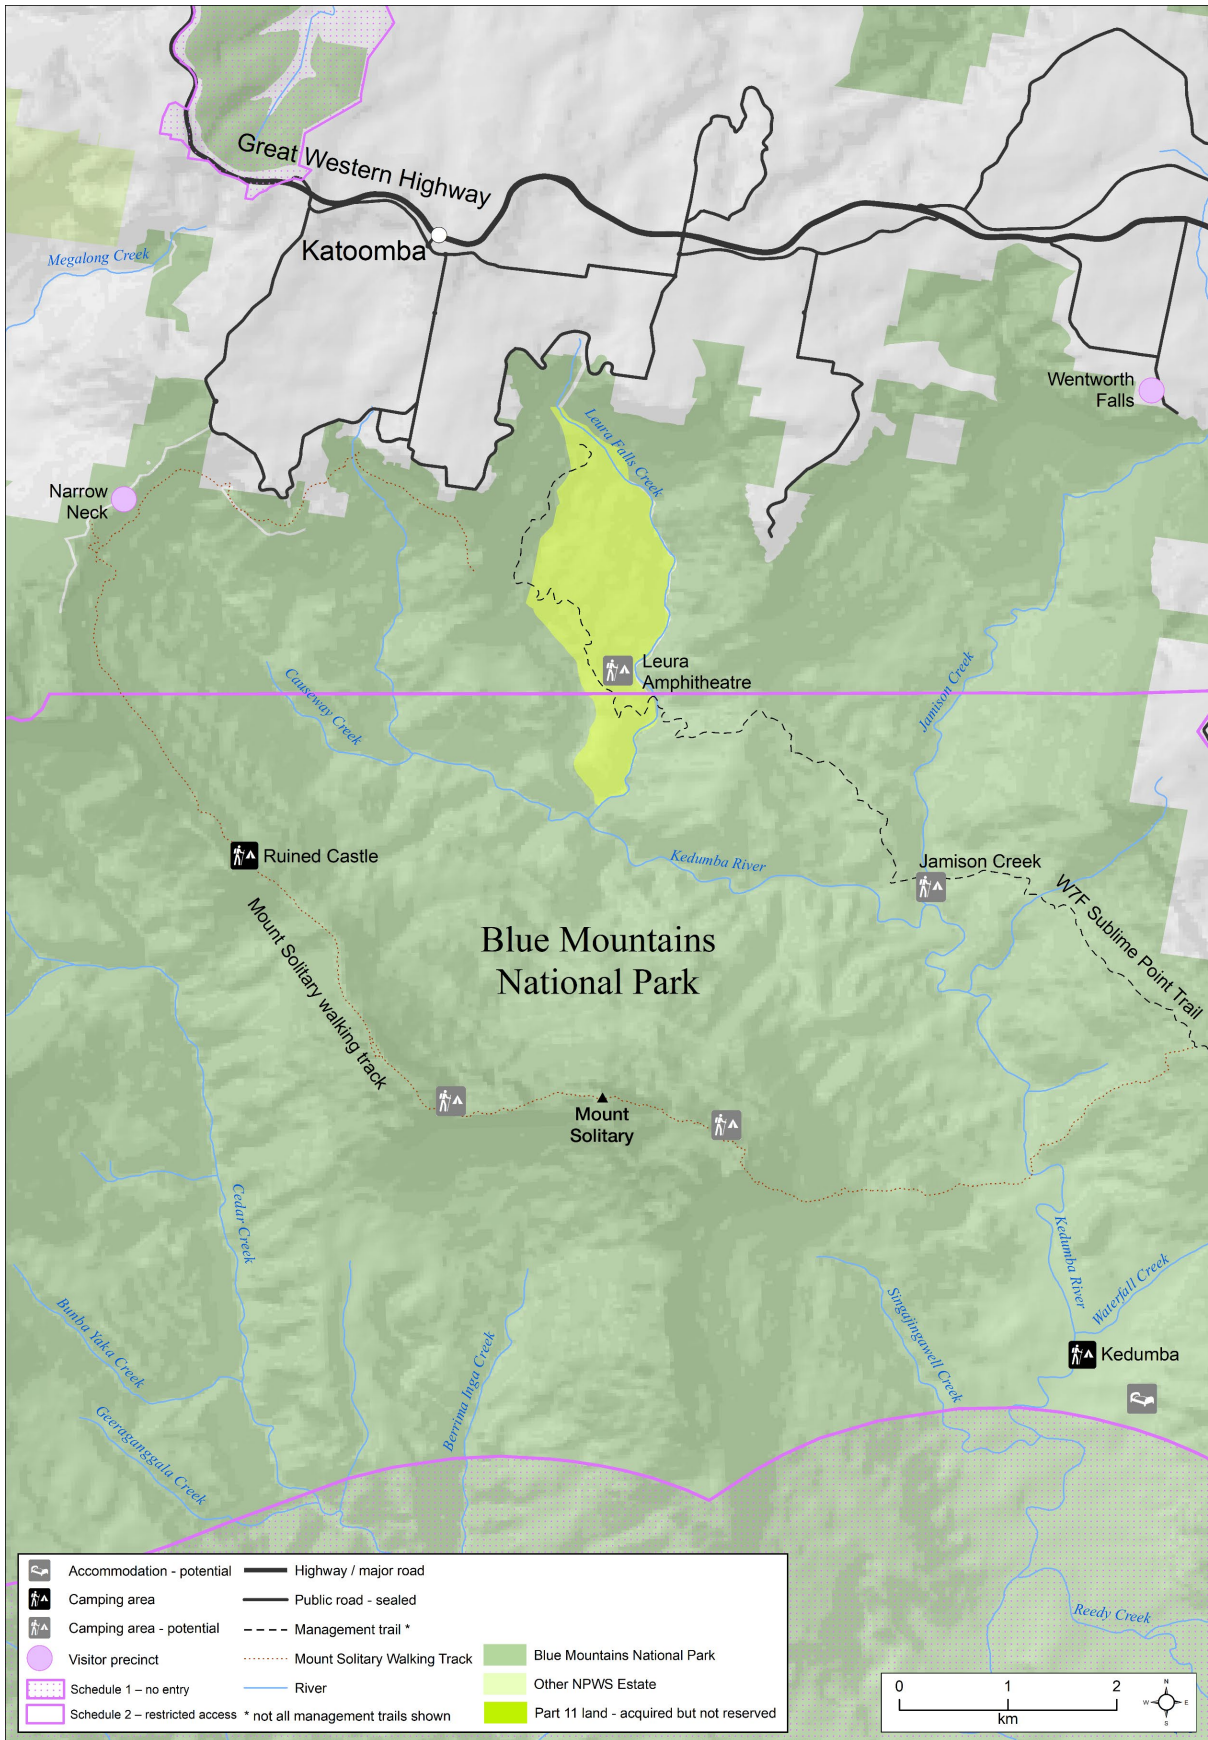 Great Western Highway
Katoomba
Megalong Creek
Wentworth
Falls
Leura Falls Creek
Narrow
Neck
Leura
Amphitheatre
Causeway Creek
Jamison Creek
Ruined Castle
Kedumba River
Jamison Creek
W7F Sublime Point Trail
Blue Mountains
National Park
Mount Solitary walking track
Mount
Solitary
Cedar Creek
Kedumba River
Waterfall Creek
Singajingawell Creek
Bunba Yaka Creek
Berrima Inga Creek
Kedumba
Geeraganggala Creek
Reedy Creek
Accommodation - potential
Camping area
Camping area - potential
Visitor precinct
Schedule 1 – no entry
Schedule 2 – restricted access
Highway / major road
Public road - sealed
Management trail *
Mount Solitary Walking Track
River
* not all management trails shown
Blue Mountains National Park
Other NPWS Estate
Part 11 land - acquired but not reserved
0 1 2
km
N
W E
S